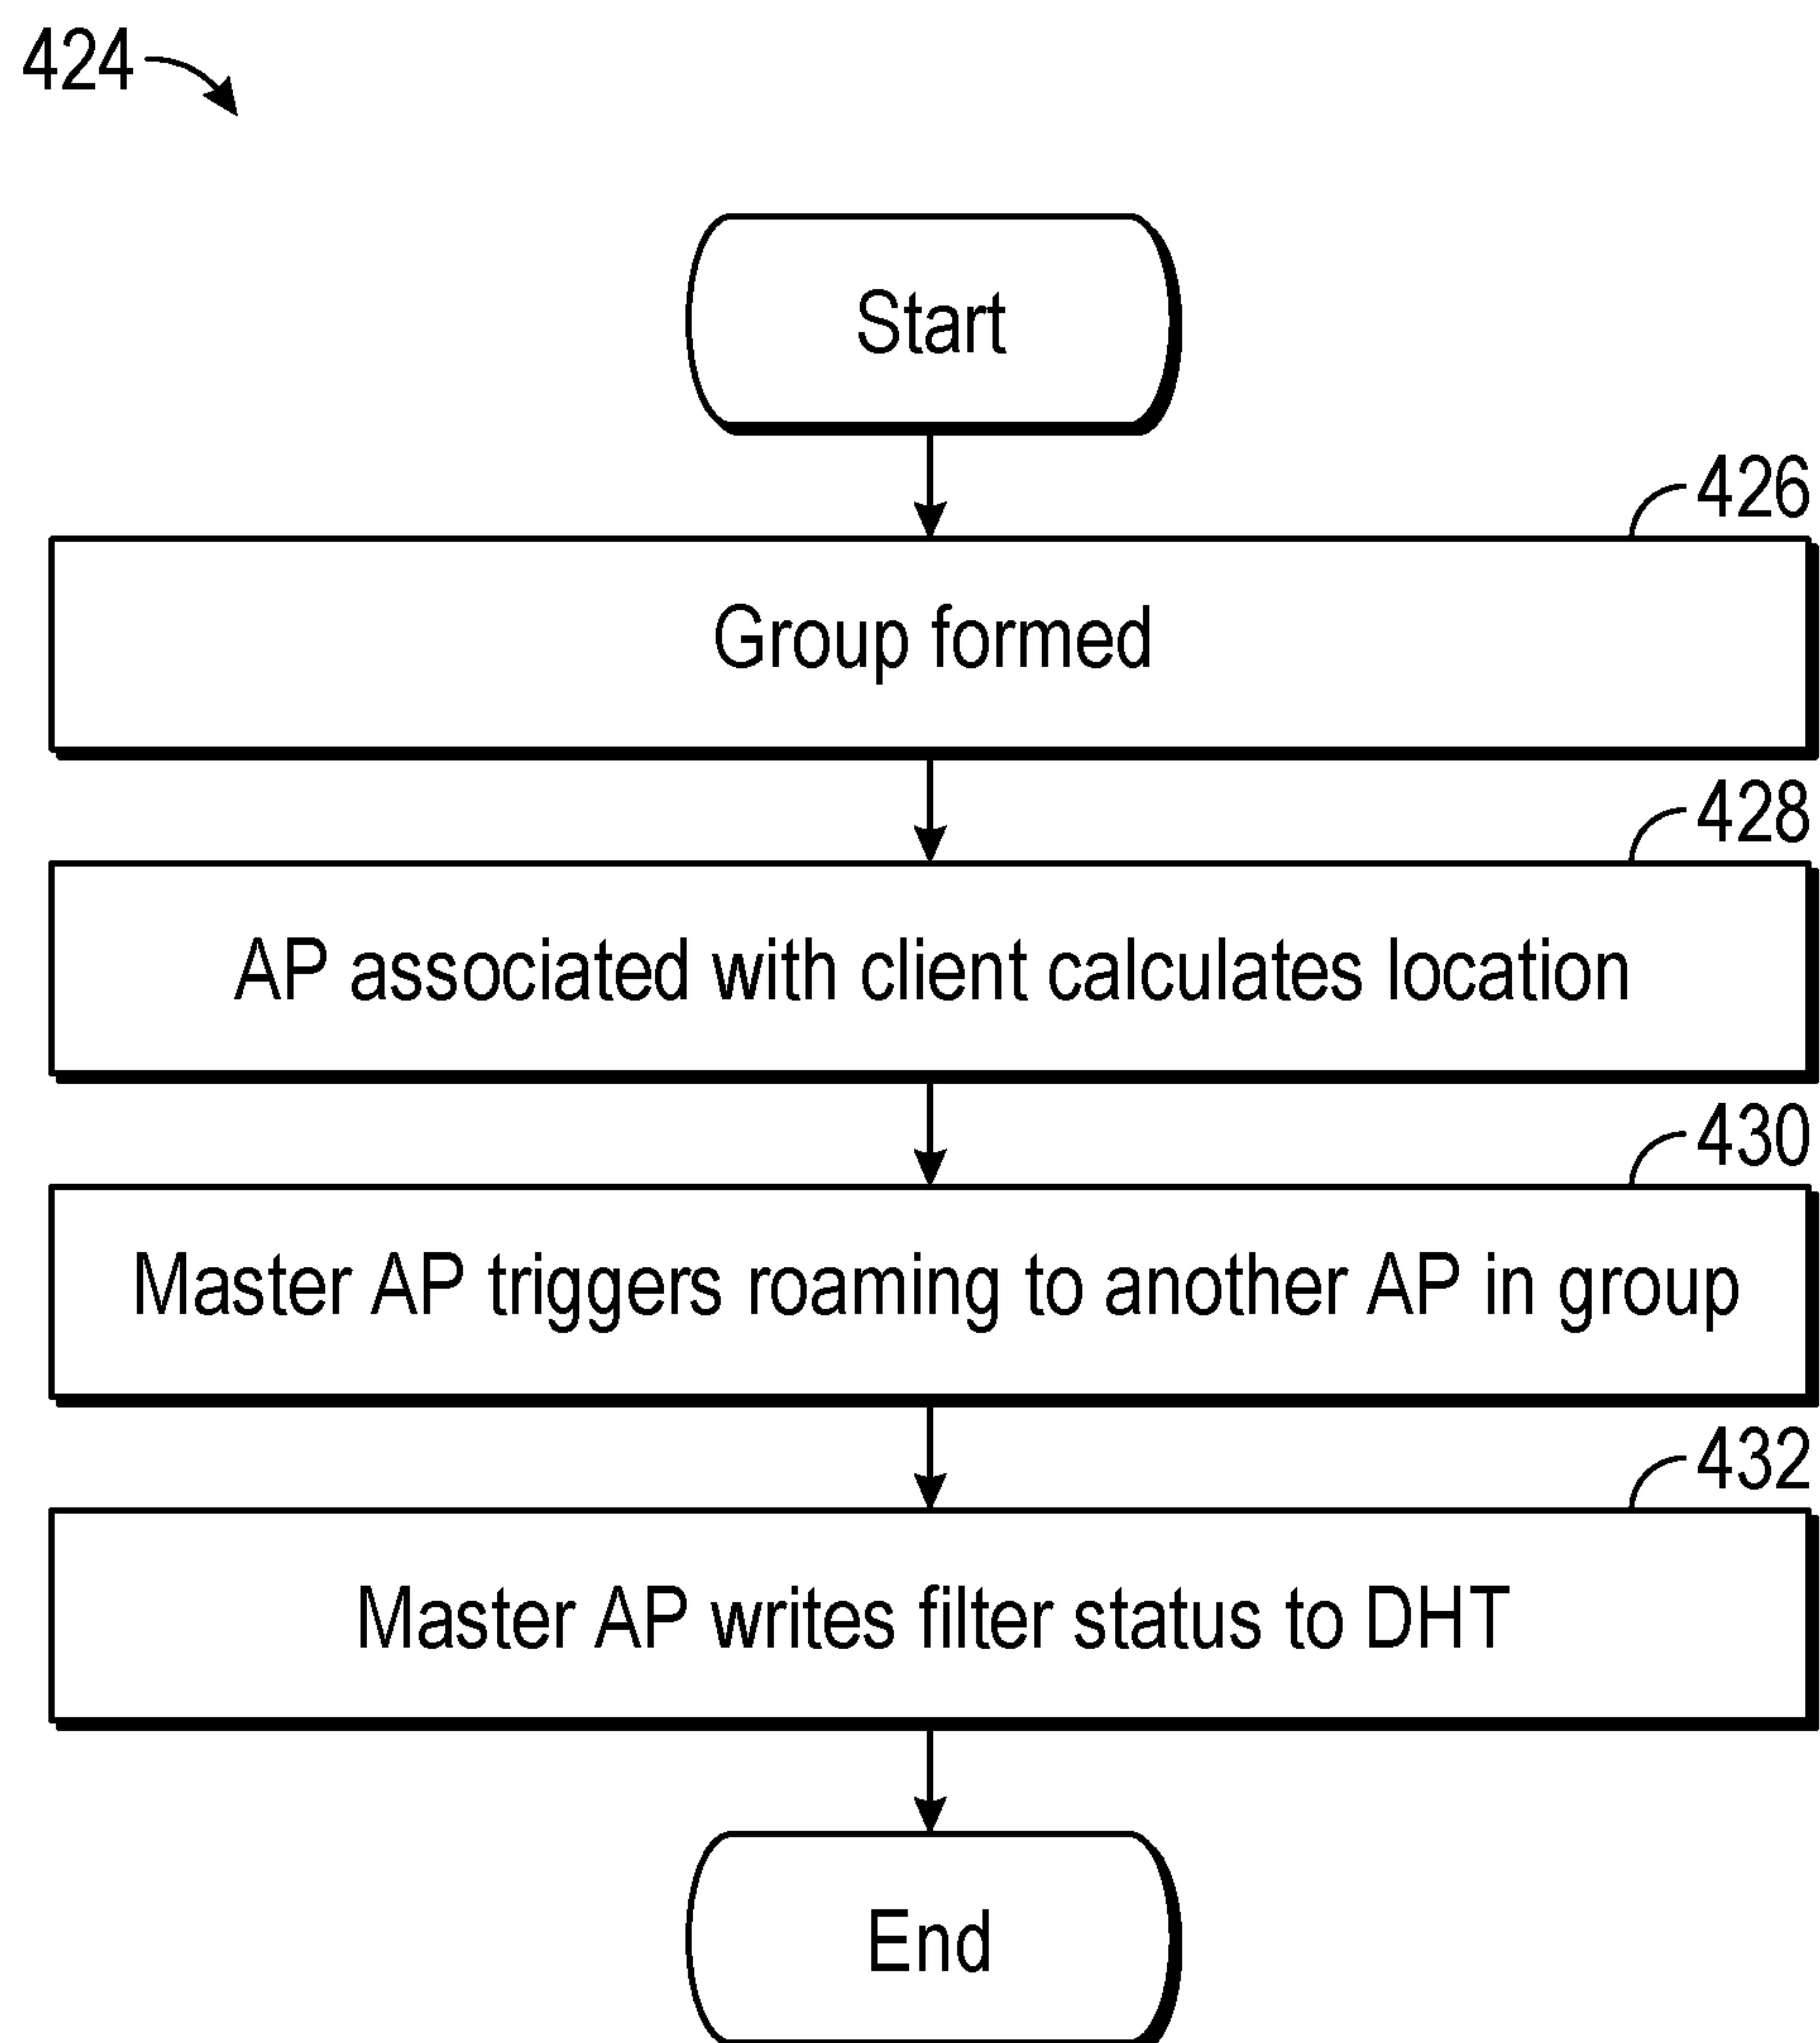 424
Start
426
Group formed
428
AP associated with client calculates location
430
Master AP triggers roaming to another AP in group
432
Master AP writes filter status to DHT
End